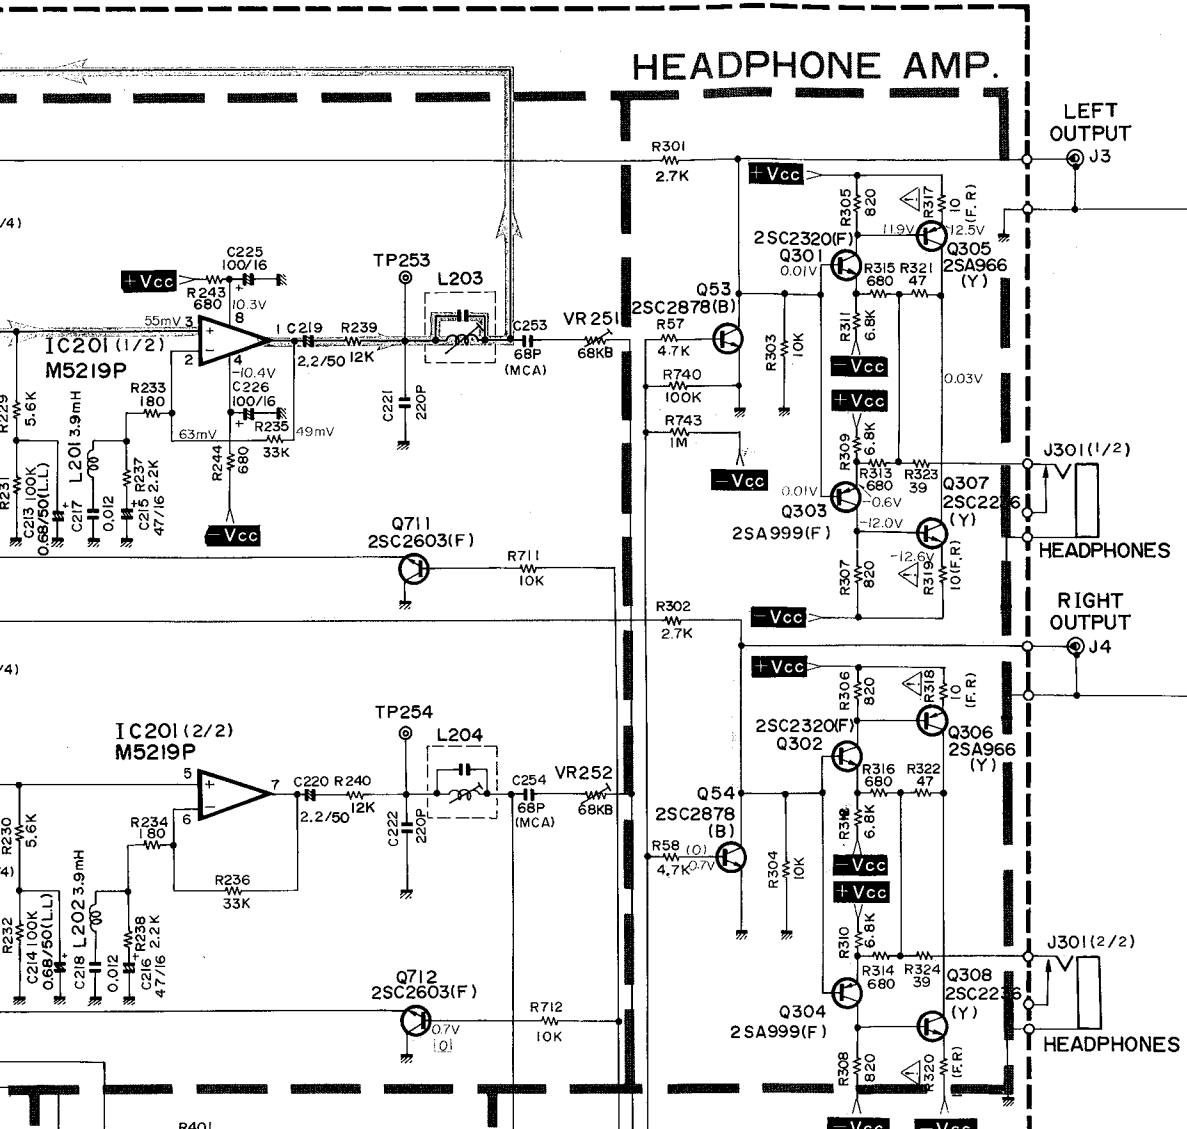 HEADPHONE AMP.
LEFT
OUTPUT
J3
R301
2.7K
+Vcc
R305
820
R317
10
(F.R)
11.9V
12.5V
2SC2320(F)
Q301
0.01V
Q305
2SA966
(Y)
R315
680
R321
47
/4)
C225
100/16
+Vcc
R243
680
10.3V
55mV
3
8
1
2
4
IC201(1/2)
M5219P
-10.4V
C219
2.2/50
R239
12K
TP253
L203
C253
68P
(MCA)
VR251
68KB
C221
220P
Q53
2SC2878(B)
R57
4.7K
R740
100K
R743
1M
-Vcc
R303
10K
R311
6.8K
-Vcc
+Vcc
0.03V
R309
6.8K
R313
680
R323
39
J301(1/2)
HEADPHONES
0.01V
-0.6V
Q303
2SA999(F)
-12.0V
Q307
(Y)
-12.6V
R307
820
R319
10(F.R)
-Vcc
R229
5.6K
R231
100K
C213
0.68/50(L.L)
L201 3.9mH
C217
0.012
R233
180
R237
2.2K
C215
47/16
63mV
C226
100/16
R235
33K
49mV
R244
680
-Vcc
Q711
2SC2603(F)
R711
10K
R302
2.7K
RIGHT
OUTPUT
J4
+Vcc
R306
820
R318
10
(F.R)
2SC2320(F)
Q302
Q306
2SA966
(Y)
R316
680
R322
47
/4)
IC201(2/2)
M5219P
5
6
7
C220
2.2/50
R240
12K
TP254
L204
C254
68P
(MCA)
VR252
68KB
C222
220P
Q54
2SC2878
(B)
R58
(0)
4.7K
0.7V
R304
10K
6.8K
-Vcc
+Vcc
R310
6.8K
R314
680
R324
39
J301(2/2)
HEADPHONES
Q304
2SA999(F)
Q308
(Y)
R308
820
R320
(F.R)
-Vcc
-Vcc
R230
5.6K
R232
100K
C214
0.68/50(L.L)
L202 3.9mH
C218
0.012
R234
180
R238
2.2K
C216
47/16
R236
33K
Q712
2SC2603(F)
0.7V
(0)
R712
10K
R401